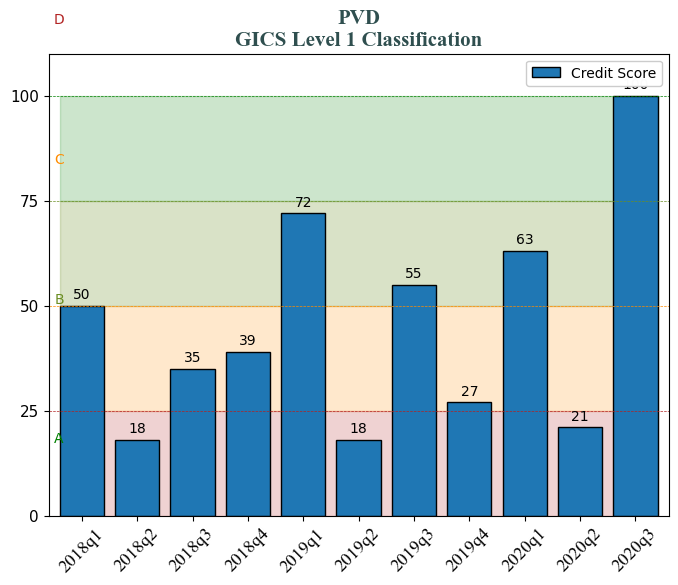 D
PVD
GICS Level 1 Classification
Credit Score
100
75
50
25
0
C
B
A
50
18
35
39
72
18
55
27
63
21
100
2018q1
2018q2
2018q3
2018q4
2019q1
2019q2
2019q3
2019q4
2020q1
2020q2
2020q3